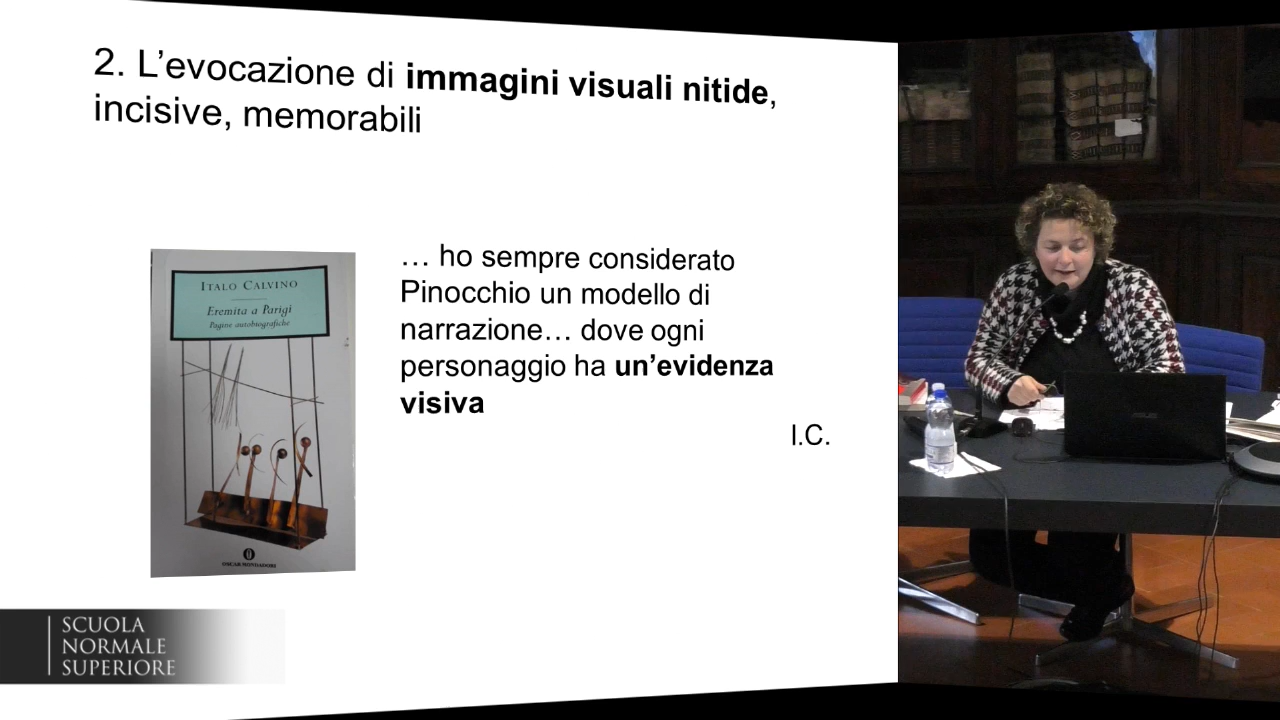 2. L’evocazione di immagini visuali nitide,
incisive, memorabili
… ho sempre considerato
Pinocchio un modello di
narrazione… dove ogni
personaggio ha un’evidenza
visiva
I.C.
ITALO CALVINO
Eremita a Parigi
Pagine autobiografiche
OSCAR MONDADORI
SCUOLA
NORMALE
SUPERIORE
ASUS